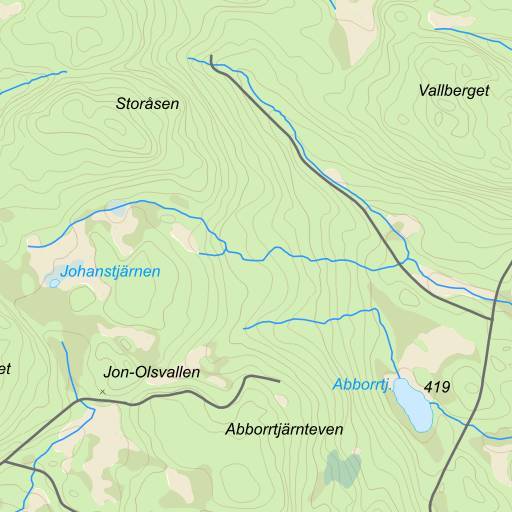 Vallberget
Storåsen
Johanstjärnen
et
Jon-Olsvallen
Abborrtj.
419
Abborrtjärnteven